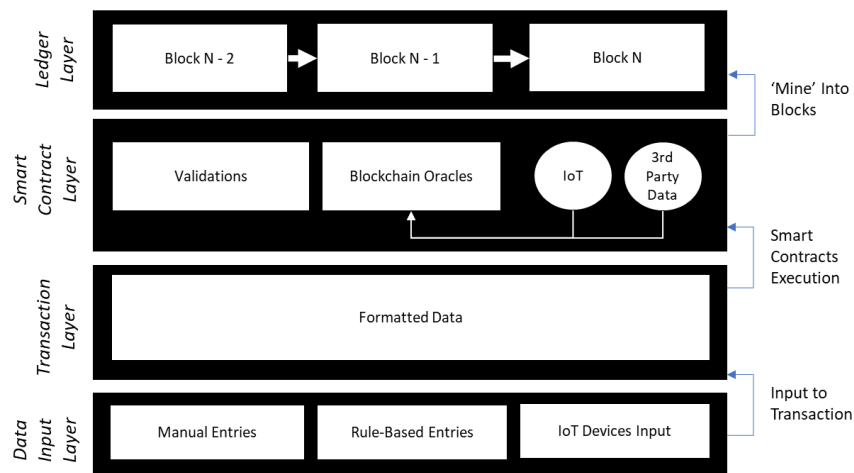 Ledger
Layer
Block N - 2
Block N - 1
Block N
‘Mine’ Into
Blocks
Smart
Contract
Layer
Validations
Blockchain Oracles
IoT
3rd
Party
Data
Smart
Contracts
Execution
Transaction
Layer
Formatted Data
Input to
Transaction
Data
Input
Layer
Manual Entries
Rule-Based Entries
IoT Devices Input